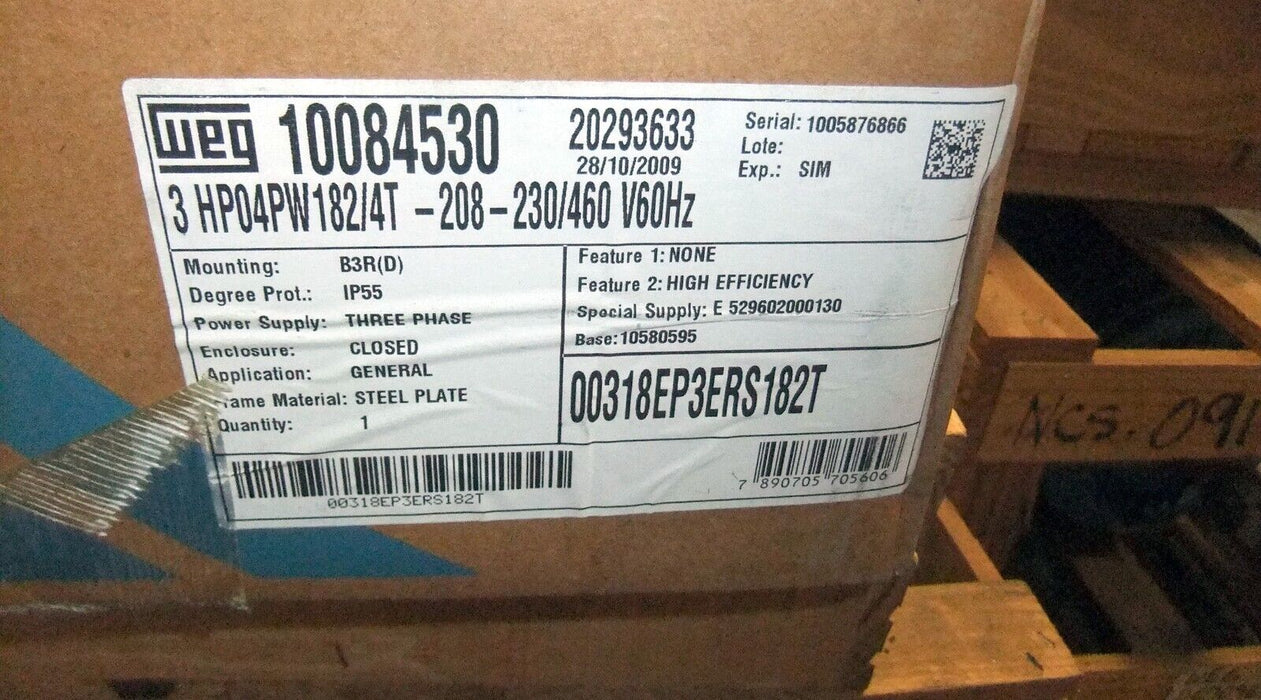 weg 10084530 20293633 Serial: 1005876866
28/10/2009 Lote:
Exp.: SIM
3 HP04PW182/4T - 208 - 230/460 V60Hz
Mounting: B3R(D)
Degree Prot.: IP55
Power Supply: THREE PHASE
Enclosure: CLOSED
Application: GENERAL
rame Material: STEEL PLATE
Quantity: 1
Feature 1: NONE
Feature 2: HIGH EFFICIENCY
Special Supply: E 529602000130
Base: 10580595
00318EP3ERS182T
00318EP3ERS182T
7 890705 705606
NCS. 091